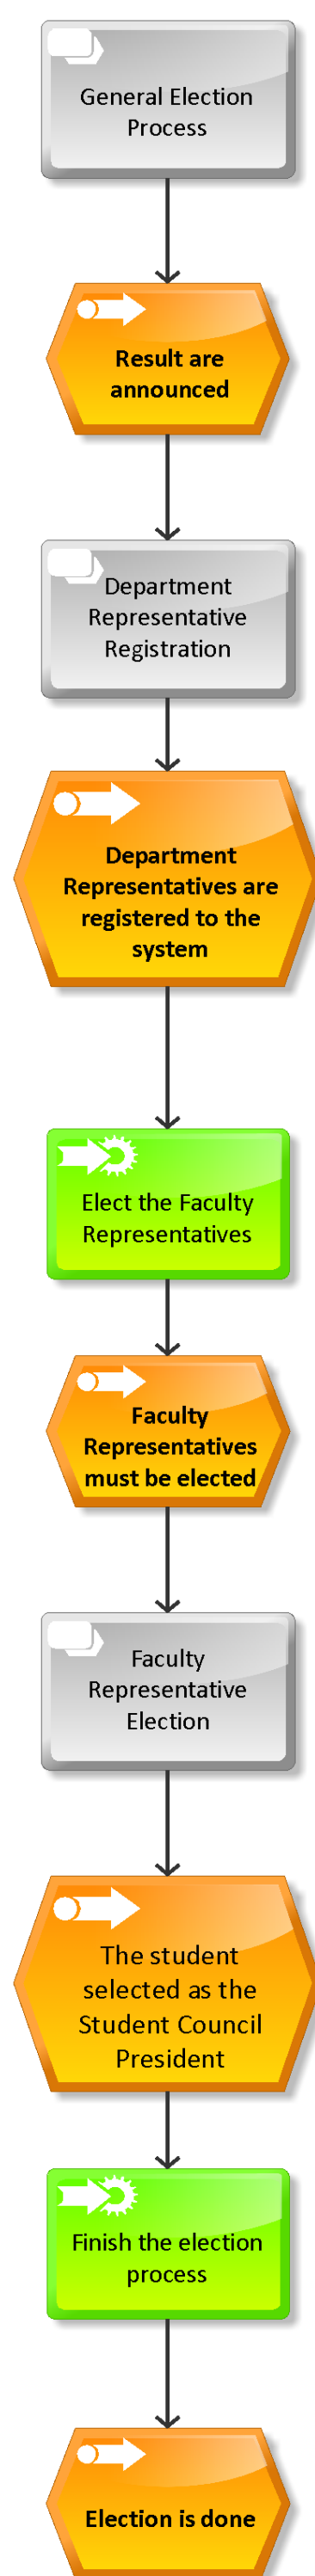 General Election
Process
Result are
announced
Department
Representative
Registration
Department
Representatives are
registered to the
system
Elect the Faculty
Representatives
Faculty
Representatives
must be elected
Faculty
Representative
Election
The student
selected as the
Student Council
President
Finish the election
process
Election is done